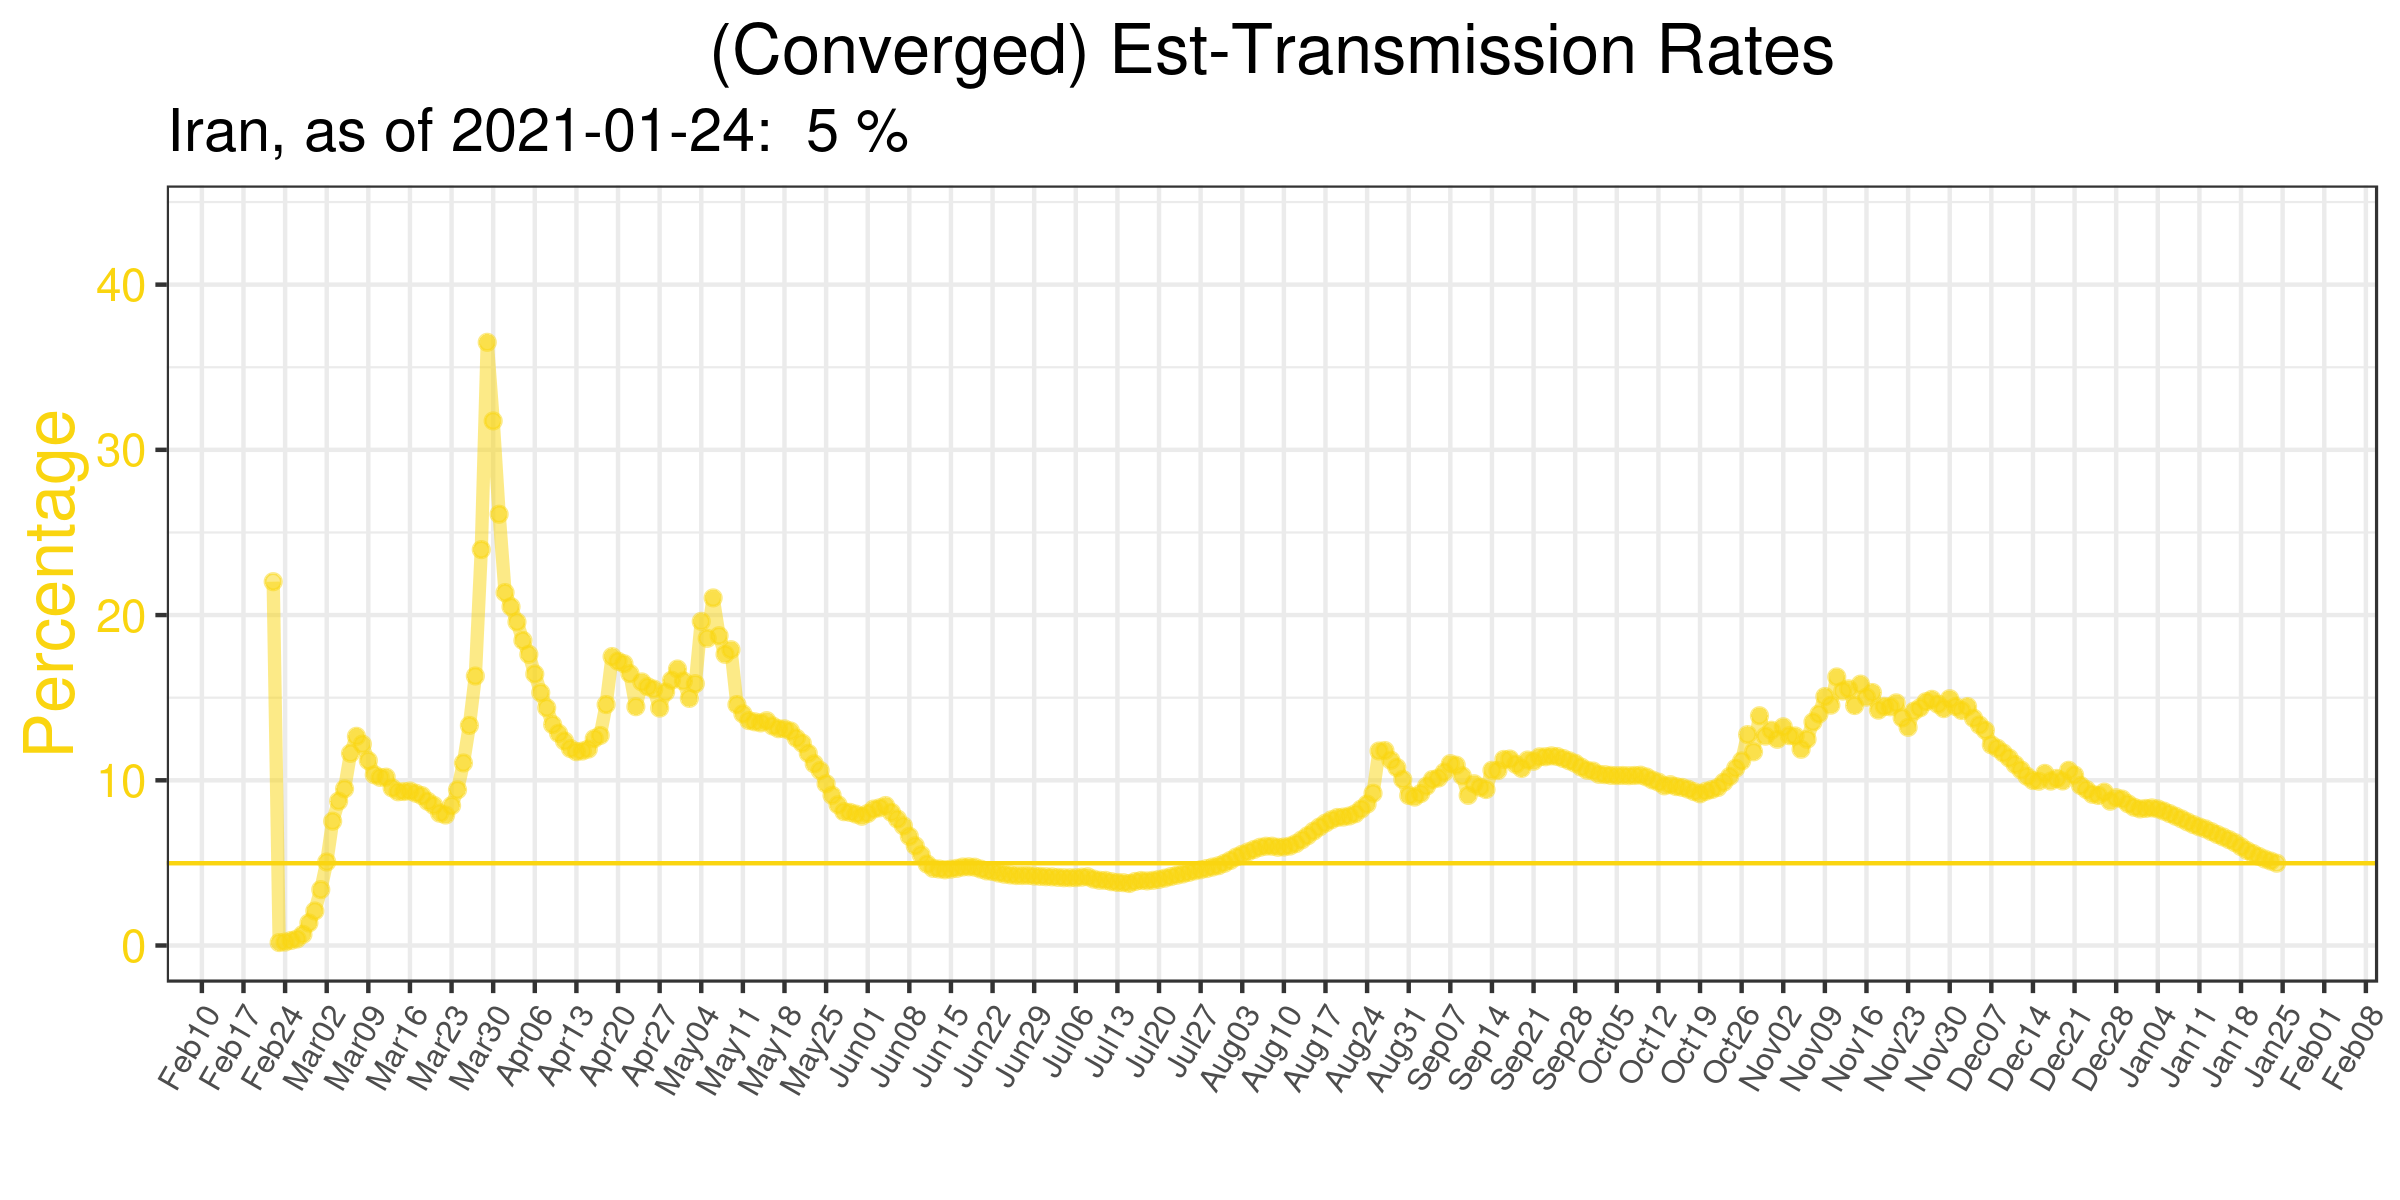 (Converged) Est-Transmission Rates
Iran, as of 2021-01-24:  5 %
Percentage
40
30
20
10
0
Feb10
Feb17
Feb24
Mar02
Mar09
Mar16
Mar23
Mar30
Apr06
Apr13
Apr20
Apr27
May04
May11
May18
May25
Jun01
Jun08
Jun15
Jun22
Jun29
Jul06
Jul13
Jul20
Jul27
Aug03
Aug10
Aug17
Aug24
Aug31
Sep07
Sep14
Sep21
Sep28
Oct05
Oct12
Oct19
Oct26
Nov02
Nov09
Nov16
Nov23
Nov30
Dec07
Dec14
Dec21
Dec28
Jan04
Jan11
Jan18
Jan25
Feb01
Feb08